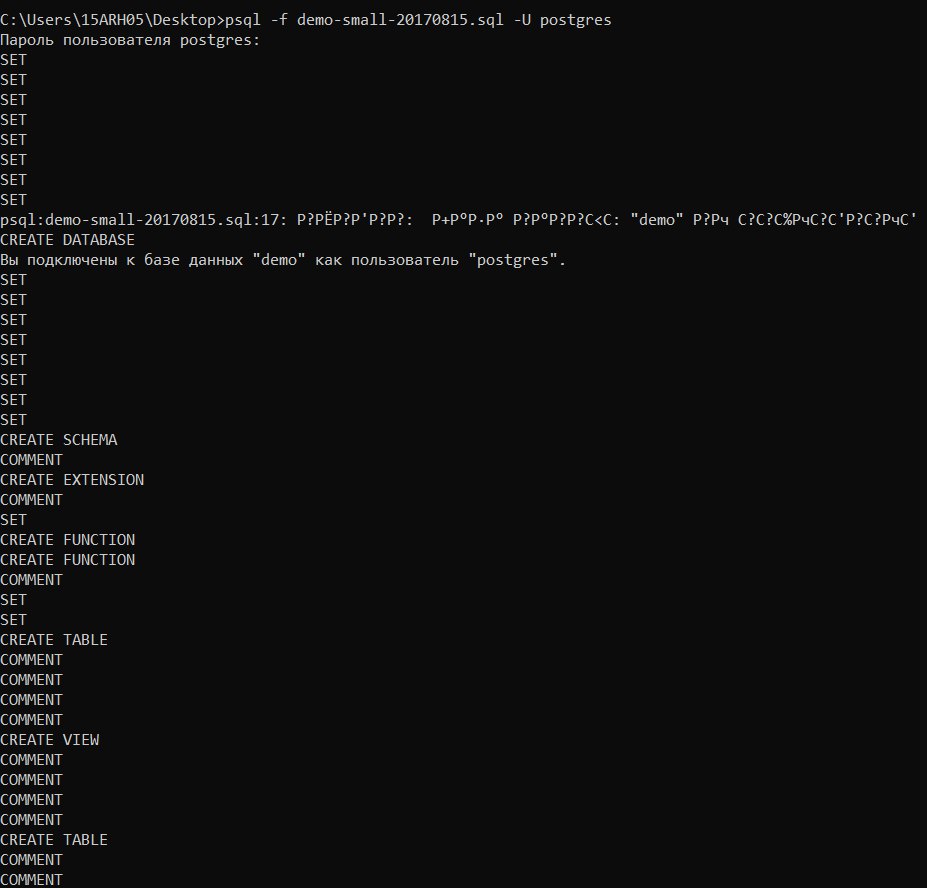 C:\Users\15ARH05\Desktop>psql -f demo-small-20170815.sql -U postgres
Пароль пользователя postgres:
SET
SET
SET
SET
SET
SET
SET
SET
psql:demo-small-20170815.sql:17: Р?РЁР?Р'Р?Р?:  Р+Р°Р·Р° Р?Р°Р?Р?С<С: "demo" Р?Рч С?С?С%РчС?С'Р?С?РчС'
CREATE DATABASE
Вы подключены к базе данных "demo" как пользователь "postgres".
SET
SET
SET
SET
SET
SET
SET
SET
CREATE SCHEMA
COMMENT
CREATE EXTENSION
COMMENT
SET
CREATE FUNCTION
CREATE FUNCTION
COMMENT
SET
SET
CREATE TABLE
COMMENT
COMMENT
COMMENT
COMMENT
CREATE VIEW
COMMENT
COMMENT
COMMENT
COMMENT
CREATE TABLE
COMMENT
COMMENT